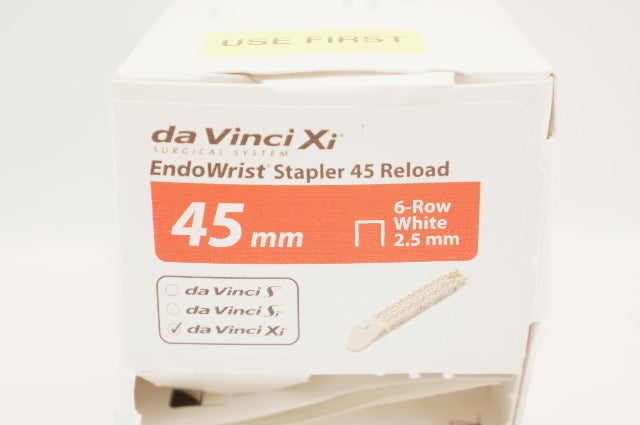 USE FIRST
da Vinci Xi
SURGICAL SYSTEM
EndoWrist® Stapler 45 Reload
45 mm
6-Row
White
2.5 mm
da Vinci S
da Vinci Si
da Vinci Xi